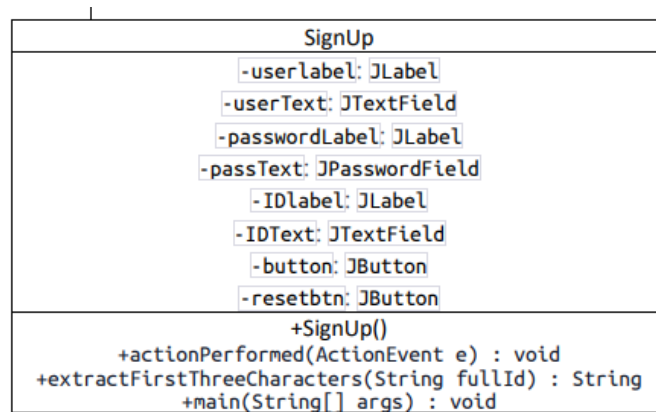 SignUp
-userlabel: JLabel
-userText: JTextField
-passwordLabel: JLabel
-passText: JPasswordField
-IDlabel: JLabel
-IDText: JTextField
-button: JButton
-resetbtn: JButton
+SignUp()
+actionPerformed(ActionEvent e) : void
+extractFirstThreeCharacters(String fullId) : String
+main(String[] args) : void